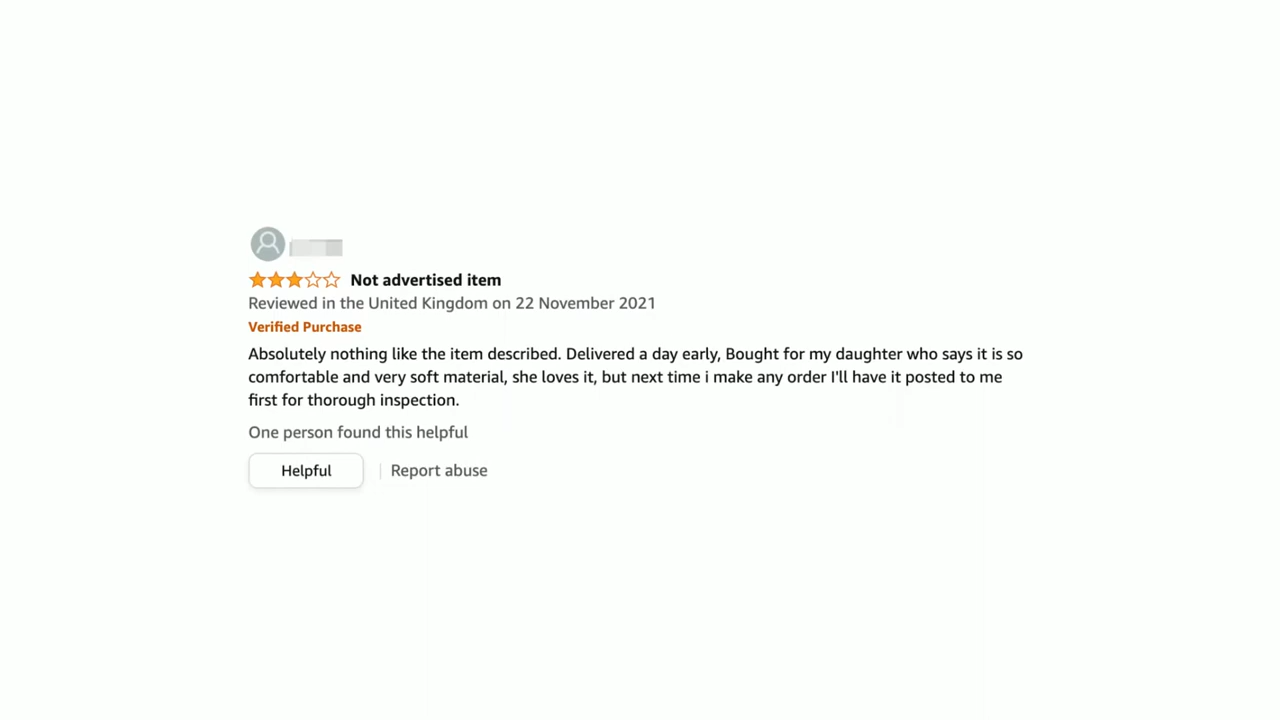 Not advertised item
Reviewed in the United Kingdom on 22 November 2021
Verified Purchase
Absolutely nothing like the item described. Delivered a day early, Bought for my daughter who says it is so
comfortable and very soft material, she loves it, but next time i make any order I'll have it posted to me
first for thorough inspection.
One person found this helpful
Helpful
Report abuse